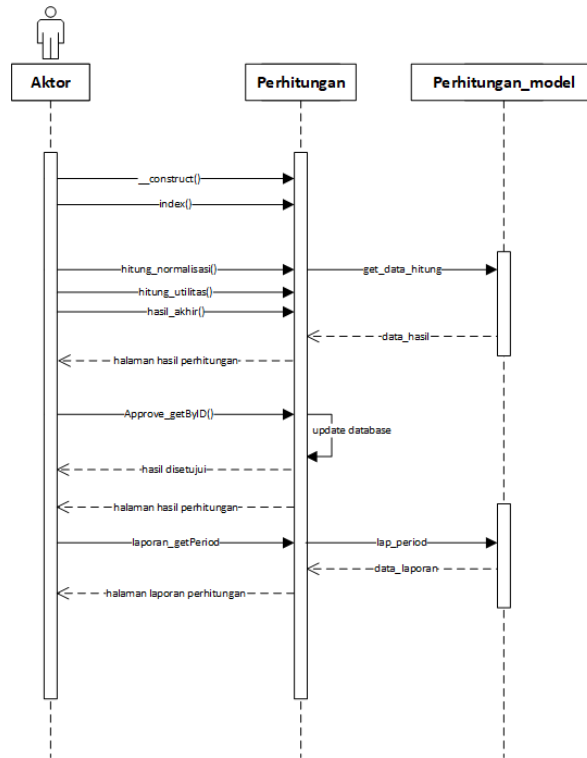 Aktor
Perhitungan
Perhitungan_model
__construct()
index()
hitung_normalisasi()
get_data_hitung
hitung_utilitas()
hasil_akhir()
data_hasil
halaman hasil perhitungan
Approve_getByID()
update database
hasil disetujui
halaman hasil perhitungan
laporan_getPeriod
lap_period
data_laporan
halaman laporan perhitungan